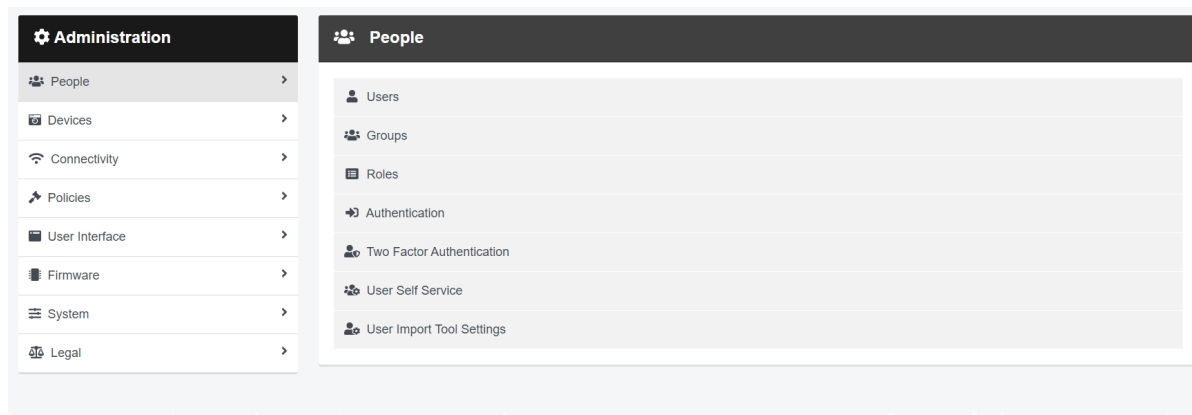 Administration
People
Devices
Connectivity
Policies
User Interface
Firmware
System
Legal
People
Users
Groups
Roles
Authentication
Two Factor Authentication
User Self Service
User Import Tool Settings